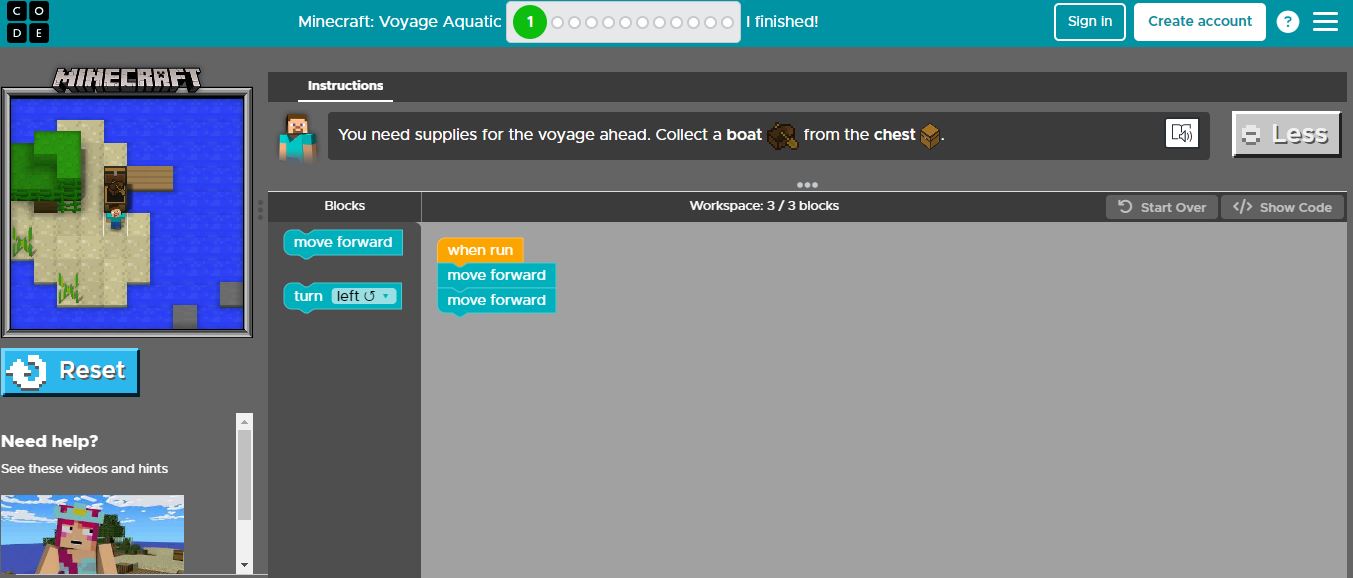 CODE
Minecraft: Voyage Aquatic
1
I finished!
Sign in
Create account
?
MINECRAFT
Instructions
You need supplies for the voyage ahead. Collect a boat from the chest.
Less
Blocks
Workspace: 3 / 3 blocks
Start Over
</> Show Code
move forward
turn left ↺
when run
move forward
move forward
Reset
Need help?
See these videos and hints